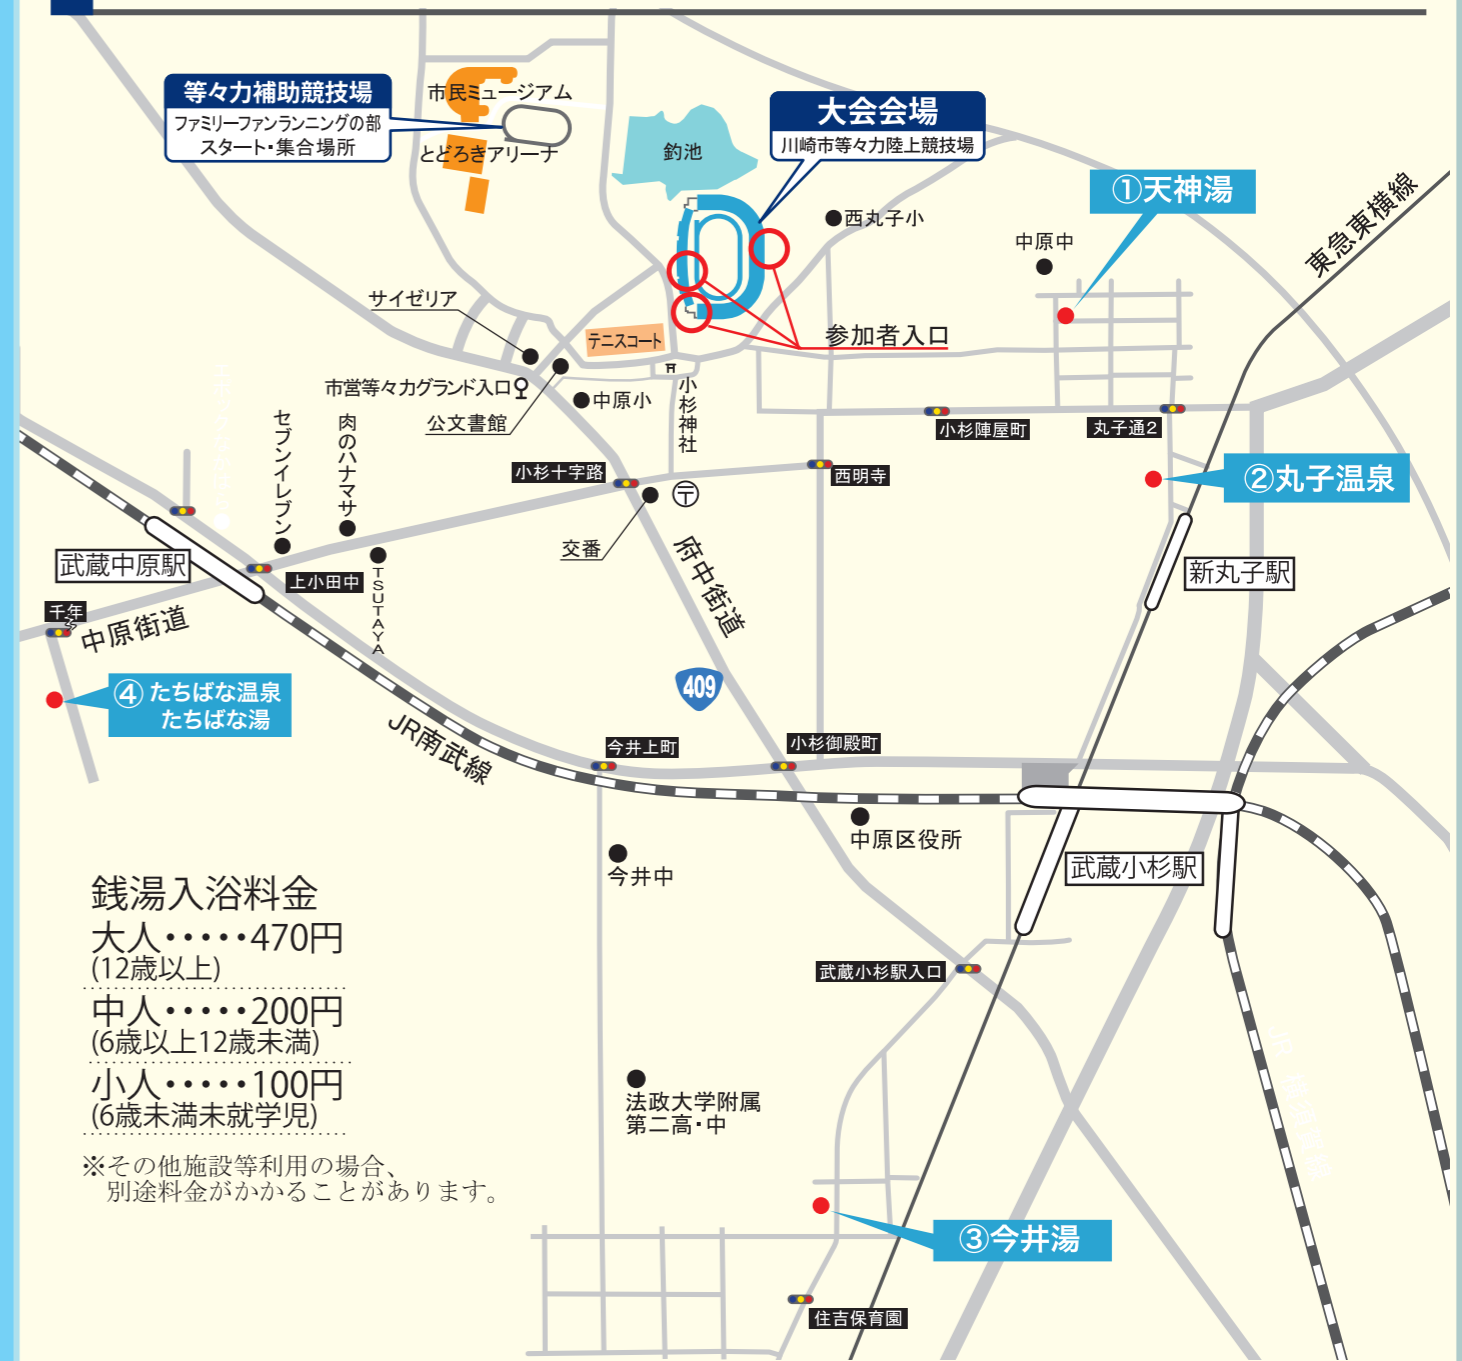 等々力補助競技場
ファミリーファンランニングの部
スタート・集合場所
市民ミュージアム
とどろきアリーナ
釣池
大会会場
川崎市等々力陸上競技場
①天神湯
東急東横線
西丸子小
中原中
サイゼリア
テニスコート
参加者入口
市営等々力グランド入口
公文書館
中原小
小杉神社
セブンイレブン
肉のハナマサ
小杉陣屋町
丸子通2
小杉十字路
西明寺
②丸子温泉
〒
交番
府中街道
武蔵中原駅
上小田中
TSUTAYA
新丸子駅
千年
中原街道
④たちばな温泉
たちばな湯
409
JR南武線
今井上町
小杉御殿町
中原区役所
今井中
武蔵小杉駅
銭湯入浴料金
大人・・・・・470円
(12歳以上)
中人・・・・・200円
(6歳以上12歳未満)
小人・・・・・100円
(6歳未満未就学児)
※その他施設等利用の場合、
別途料金がかかることがあります。
武蔵小杉駅入口
法政大学附属
第二高・中
③今井湯
住吉保育園